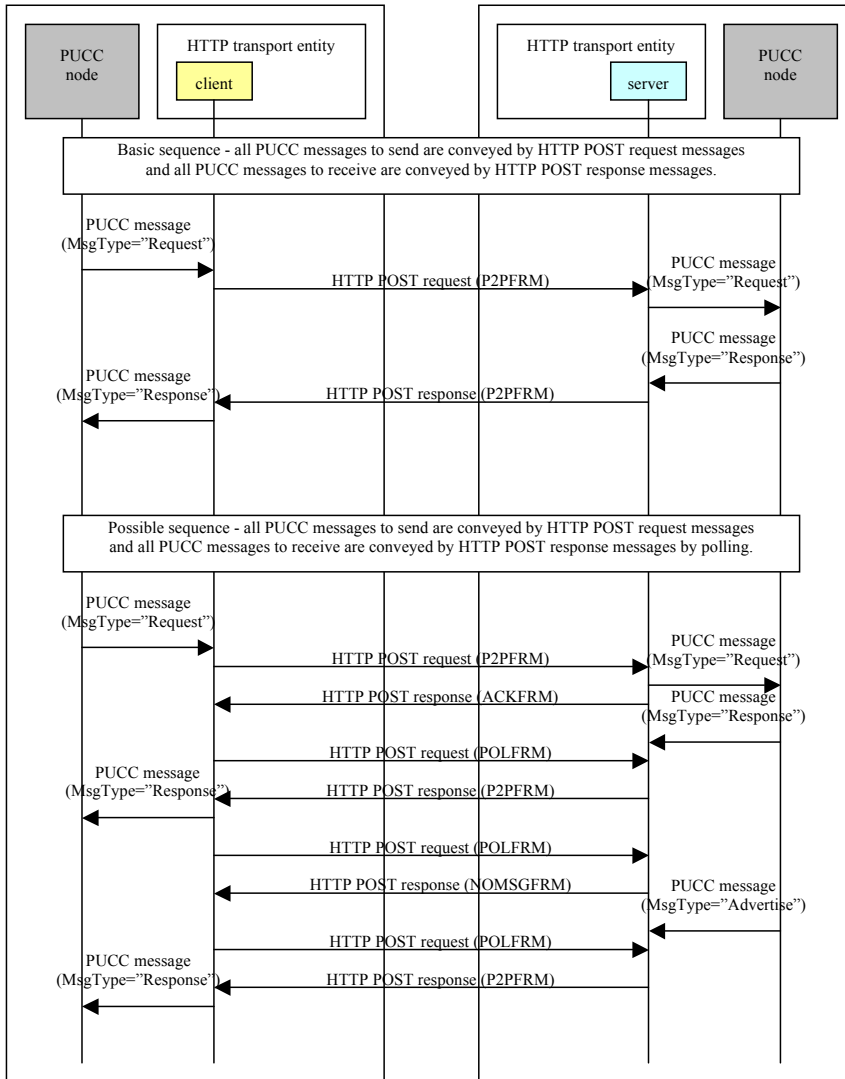 PUCC
node
HTTP transport entity
client
HTTP transport entity
server
PUCC
node
Basic sequence - all PUCC messages to send are conveyed by HTTP POST request messages
and all PUCC messages to receive are conveyed by HTTP POST response messages.
PUCC message
(MsgType=”Request”)
HTTP POST request (P2PFRM)
PUCC message
(MsgType=”Request”)
PUCC message
(MsgType=”Response”)
HTTP POST response (P2PFRM)
PUCC message
(MsgType=”Response”)
Possible sequence - all PUCC messages to send are conveyed by HTTP POST request messages
and all PUCC messages to receive are conveyed by HTTP POST response messages by polling.
PUCC message
(MsgType=”Request”)
HTTP POST request (P2PFRM)
PUCC message
(MsgType=”Request”)
HTTP POST response (ACKFRM)
PUCC message
(MsgType=”Response”)
HTTP POST request (POLFRM)
PUCC message
(MsgType=”Response”)
HTTP POST response (P2PFRM)
HTTP POST request (POLFRM)
HTTP POST response (NOMSGFRM)
PUCC message
(MsgType=”Advertise”)
HTTP POST request (POLFRM)
PUCC message
(MsgType=”Response”)
HTTP POST response (P2PFRM)